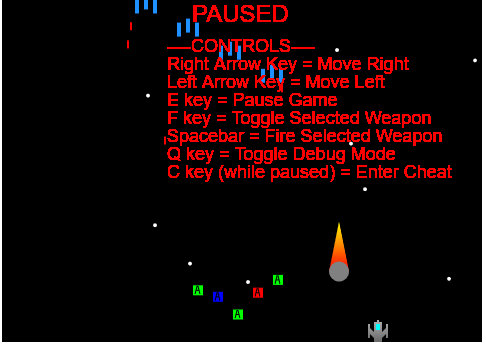 PAUSED
----CONTROLS----
Right Arrow Key = Move Right
Left Arrow Key = Move Left
E key = Pause Game
F key = Toggle Selected Weapon
Spacebar = Fire Selected Weapon
Q key = Toggle Debug Mode
C key (while paused) = Enter Cheat
A
A
A
A
A